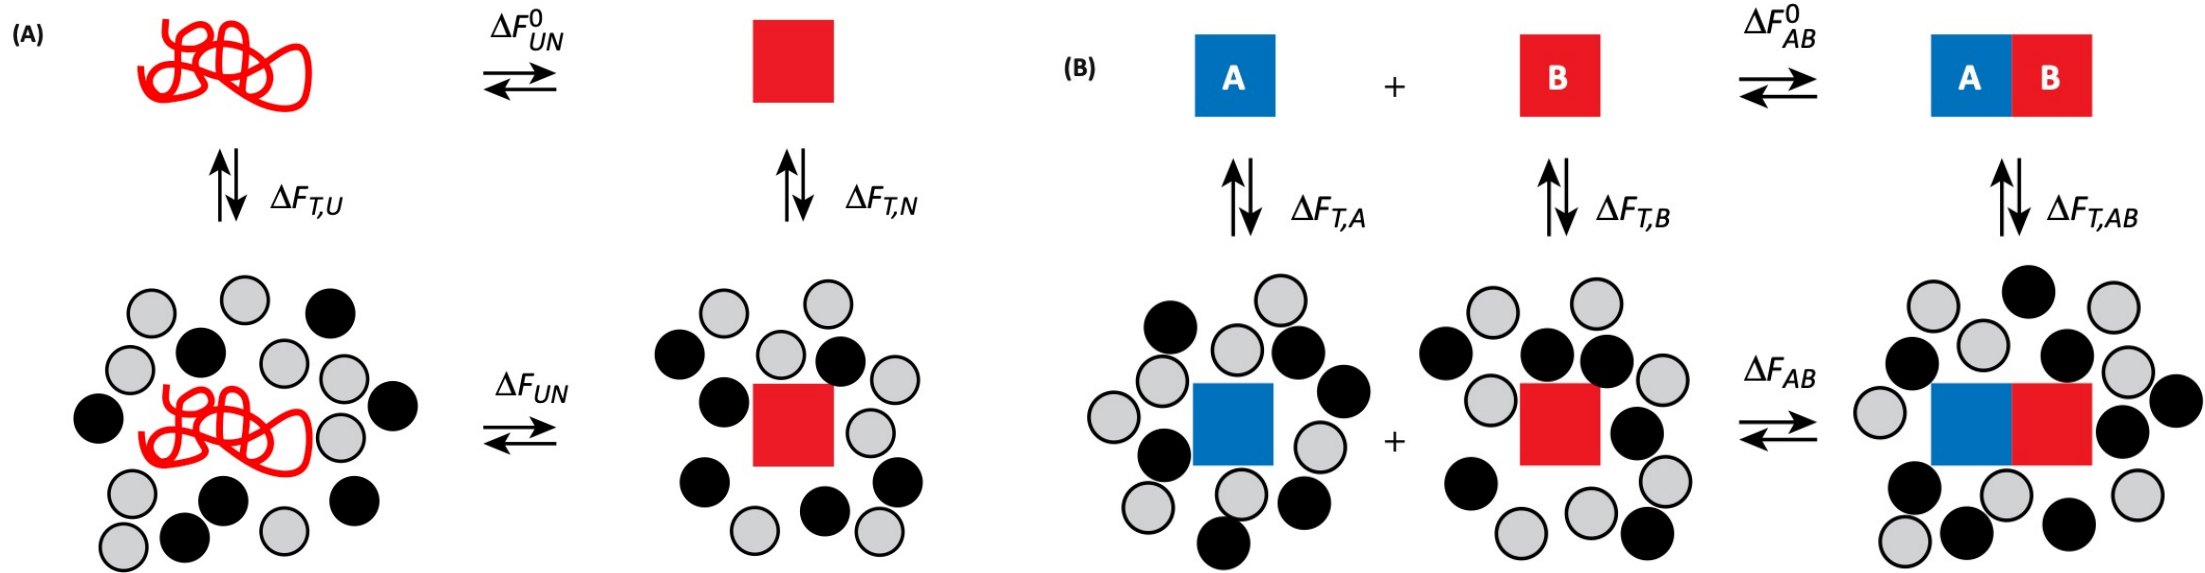 (A)
ΔF⁰UN
ΔFT,U
ΔFT,N
ΔFUN
(B)
A
+
B
ΔF⁰AB
A B
ΔFT,A
ΔFT,B
ΔFT,AB
+
ΔFAB